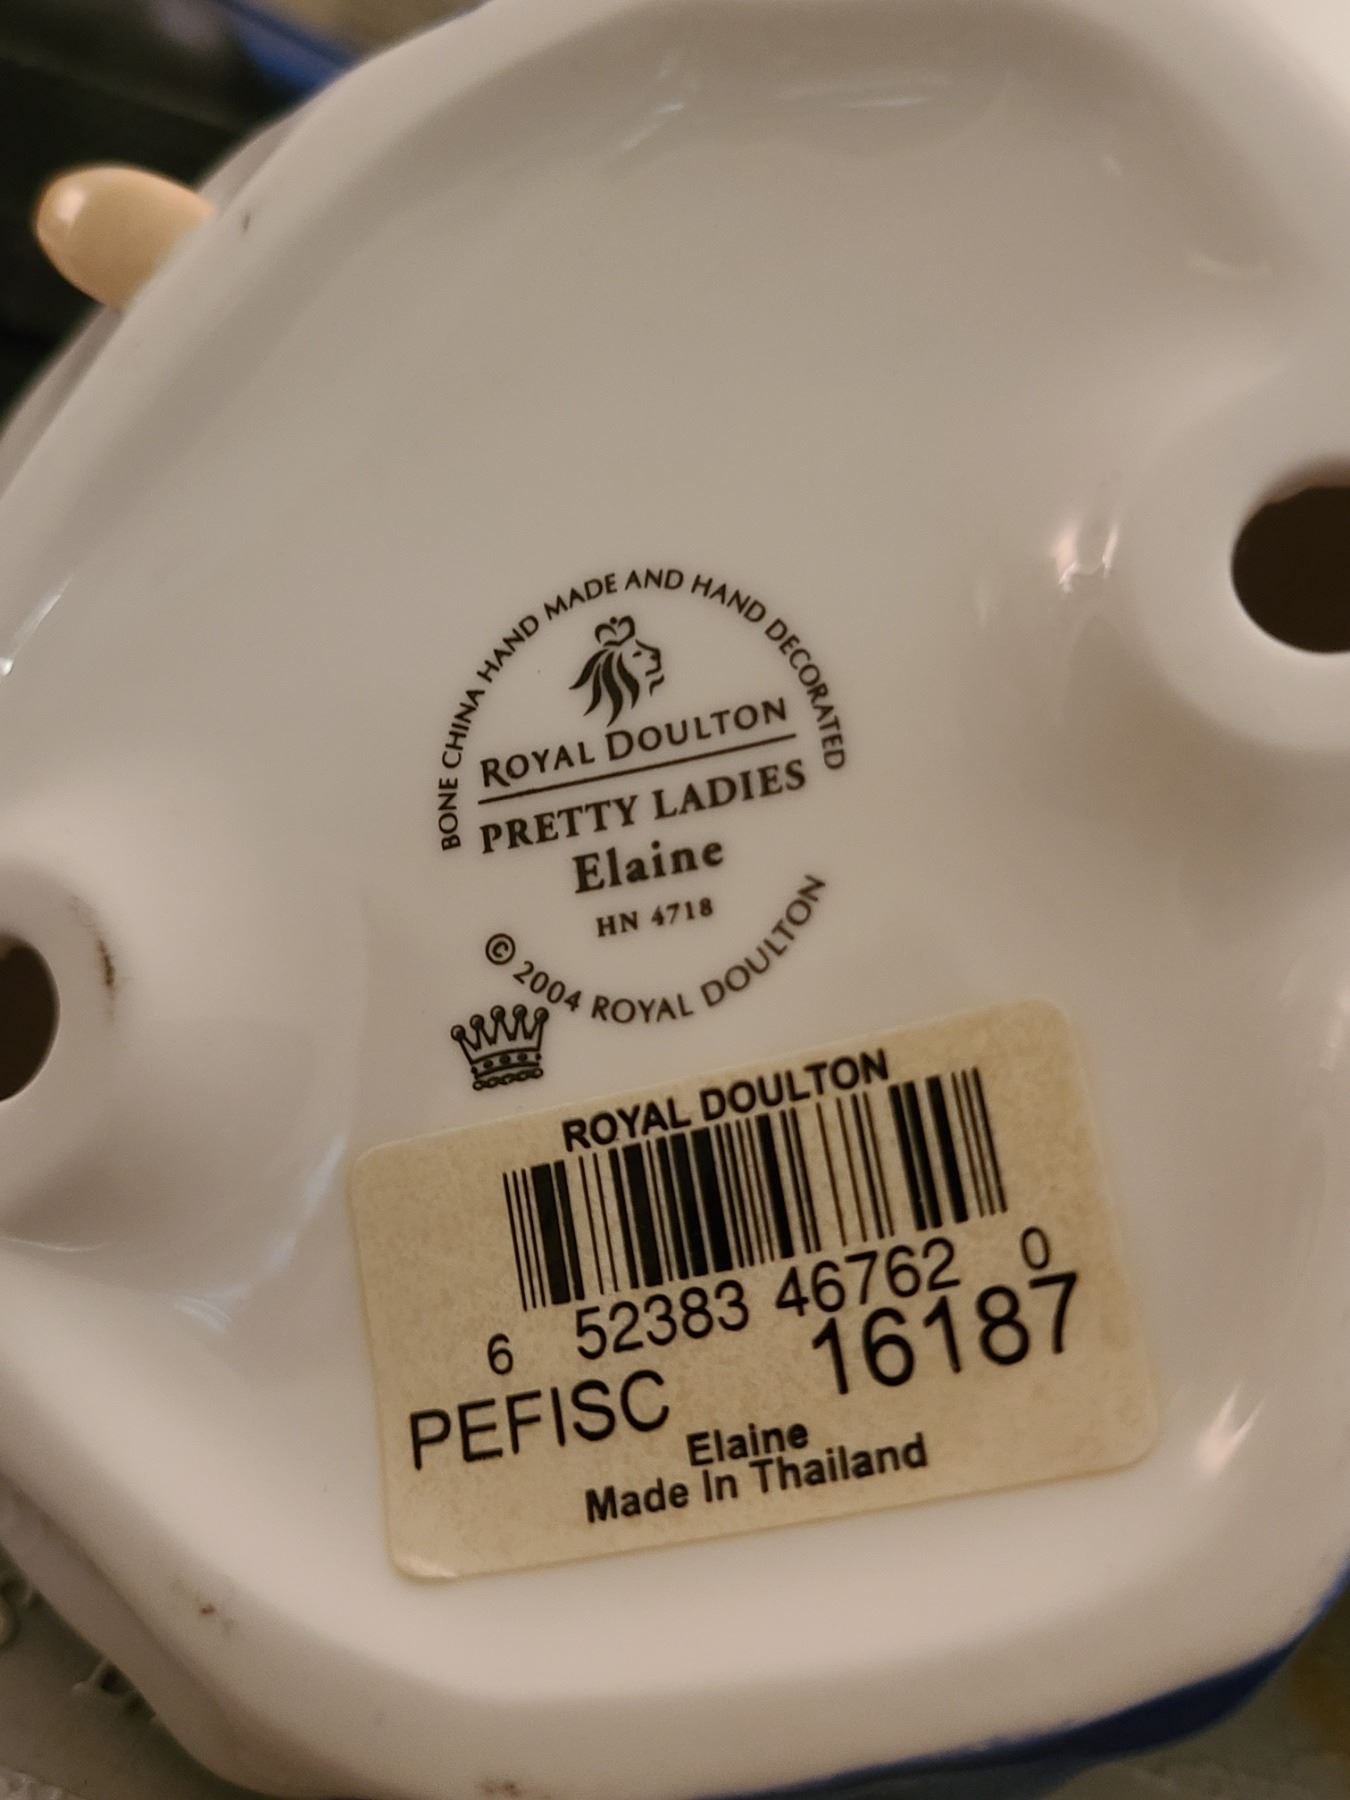 BONE CHINA HAND MADE AND HAND DECORATED
ROYAL DOULTON
PRETTY LADIES
Elaine
HN 4718
© 2004 ROYAL DOULTON
ROYAL DOULTON
6 52383 46762 0
PEFISC 16187
Elaine
Made In Thailand